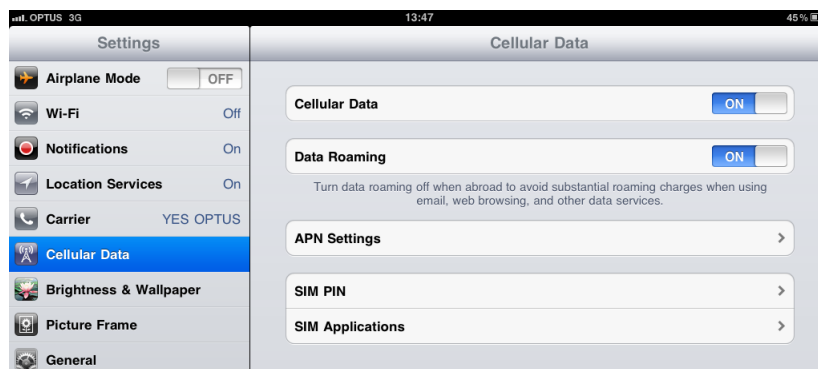 OPTUS 3G
13:47
45%
Settings
Cellular Data
Airplane Mode OFF
Wi-Fi Off
Notifications On
Location Services On
Carrier YES OPTUS
Cellular Data
Brightness & Wallpaper
Picture Frame
General
Cellular Data ON
Data Roaming ON
Turn data roaming off when abroad to avoid substantial roaming charges when using
email, web browsing, and other data services.
APN Settings
SIM PIN
SIM Applications